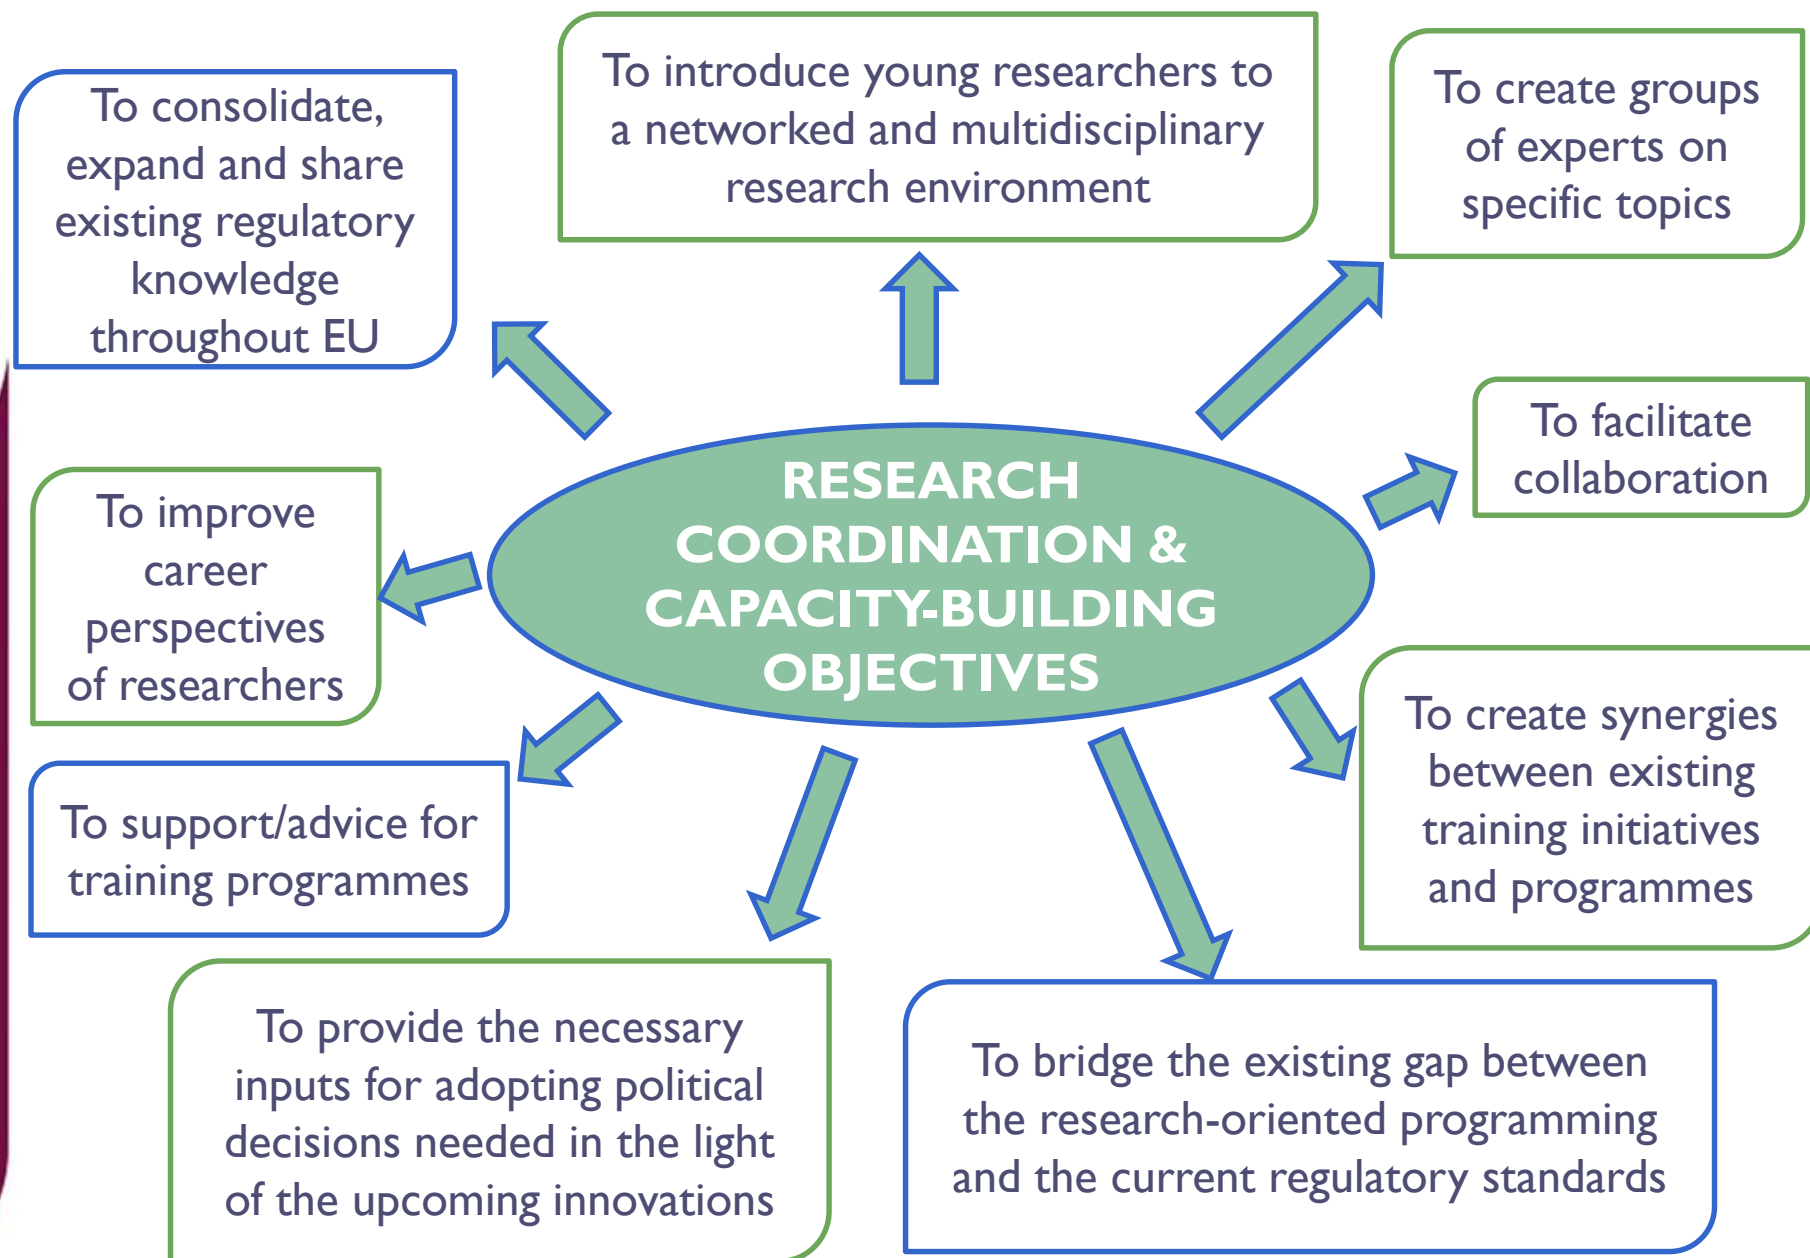 To consolidate,
expand and share
existing regulatory
knowledge
throughout EU
To introduce young researchers to
a networked and multidisciplinary
research environment
To create groups
of experts on
specific topics
To facilitate
collaboration
RESEARCH
COORDINATION &
CAPACITY-BUILDING
OBJECTIVES
To improve
career
perspectives
of researchers
To create synergies
between existing
training initiatives
and programmes
To support/advice for
training programmes
To provide the necessary
inputs for adopting political
decisions needed in the light
of the upcoming innovations
To bridge the existing gap between
the research-oriented programming
and the current regulatory standards